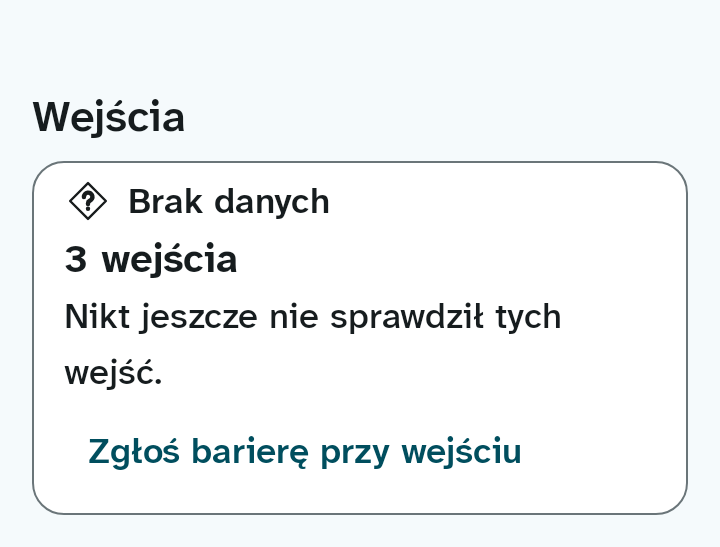 Wejścia
Brak danych
3 wejścia
Nikt jeszcze nie sprawdził tych
wejść.
Zgłoś barierę przy wejściu